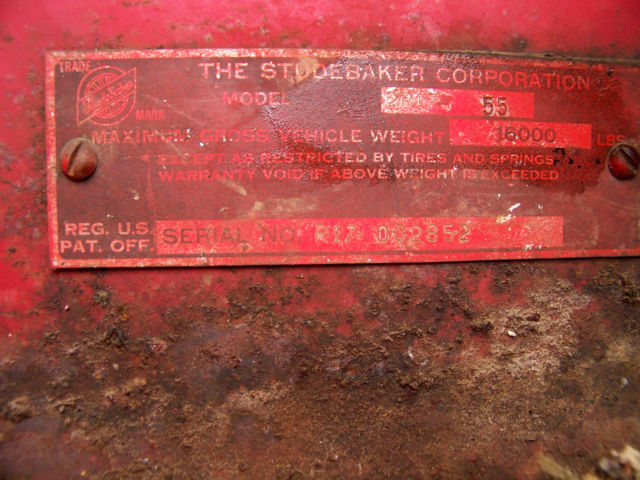 TRADE
Studebaker
THE STUDEBAKER CORPORATION
MODEL 55
MARK
MAXIMUM GROSS VEHICLE WEIGHT 16000 LBS
EXCEPT AS RESTRICTED BY TIRES AND SPRINGS
WARRANTY VOID IF ABOVE WEIGHT IS EXCEEDED
REG. U.S.
PAT. OFF.
SERIAL NO.